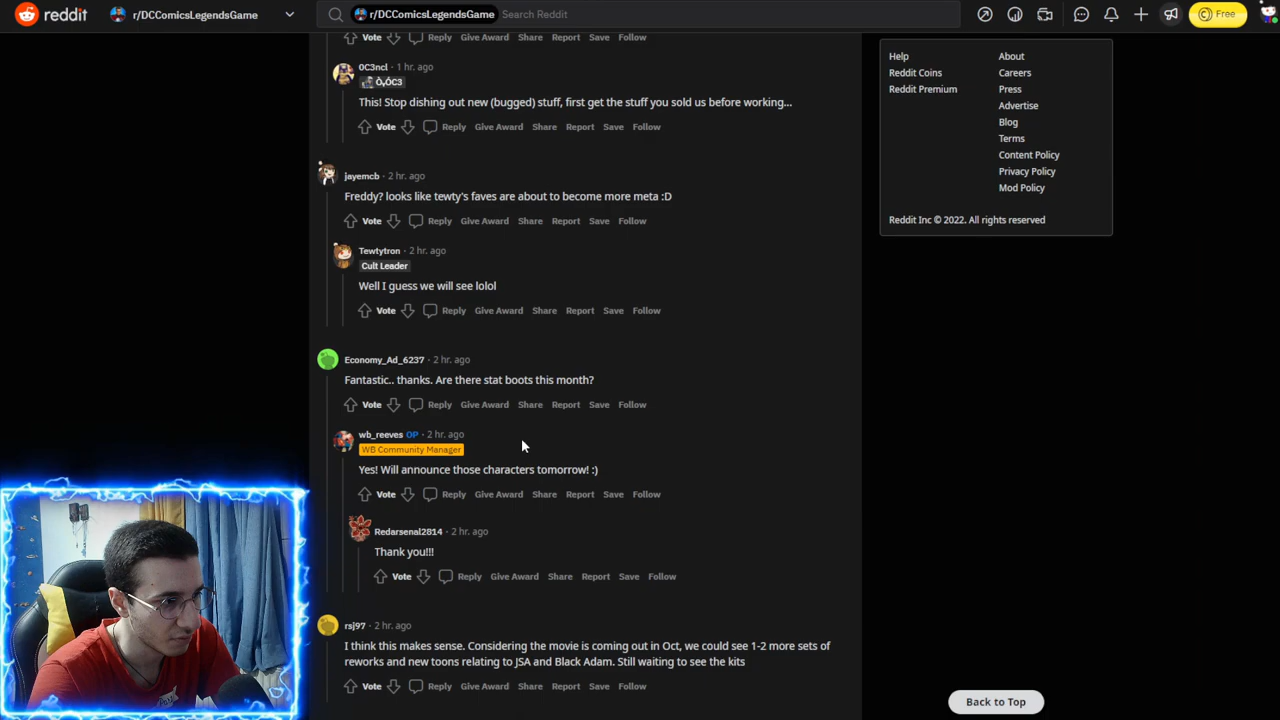 reddit
r/DCComicsLegendsGame
r/DCComicsLegendsGame
Search Reddit
Free
Vote Reply Give Award Share Report Save Follow
0C3ncl · 1 hr. ago
This! Stop dishing out new (bugged) stuff, first get the stuff you sold us before working...
Vote Reply Give Award Share Report Save Follow
jayemcb · 2 hr. ago
Freddy? looks like tewty's faves are about to become more meta :D
Vote Reply Give Award Share Report Save Follow
Tewtytron · 2 hr. ago
Cult Leader
Well I guess we will see lolol
Vote Reply Give Award Share Report Save Follow
Economy_Ad_6237 · 2 hr. ago
Fantastic.. thanks. Are there stat boots this month?
Vote Reply Give Award Share Report Save Follow
wb_reeves OP · 2 hr. ago
WB Community Manager
Yes! Will announce those characters tomorrow! :)
Vote Reply Give Award Share Report Save Follow
Redarsenal2814 · 2 hr. ago
Thank you!!!
Vote Reply Give Award Share Report Save Follow
rsj97 · 2 hr. ago
I think this makes sense. Considering the movie is coming out in Oct, we could see 1-2 more sets of
reworks and new toons relating to JSA and Black Adam. Still waiting to see the kits
Vote Reply Give Award Share Report Save Follow
Help About
Reddit Coins Careers
Reddit Premium Press
Advertise
Blog
Terms
Content Policy
Privacy Policy
Mod Policy
Reddit Inc © 2022. All rights reserved
Back to Top